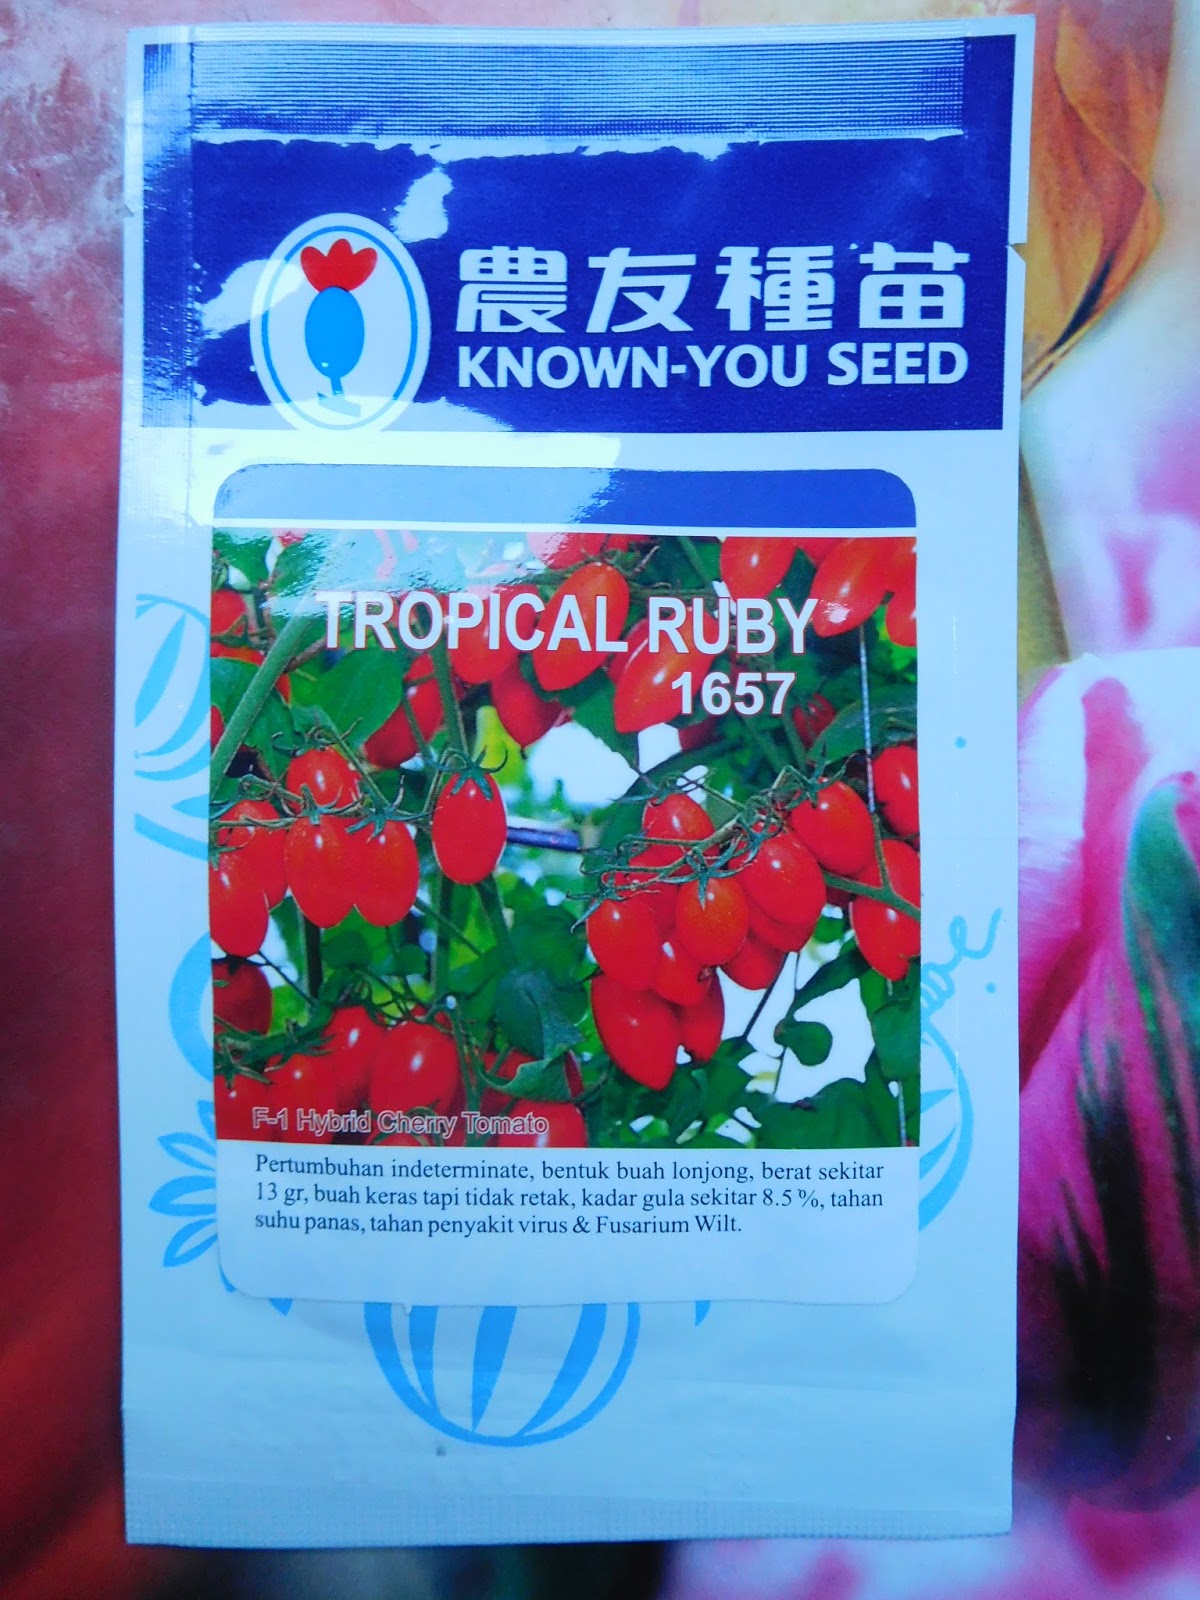 農友種苗
KNOWN-YOU SEED
TROPICAL RUBY
1657
F-1 Hybrid Cherry Tomato
Pertumbuhan indeterminate, bentuk buah lonjong, berat sekitar
13 gr, buah keras tapi tidak retak, kadar gula sekitar 8.5 %, tahan
suhu panas, tahan penyakit virus & Fusarium Wilt.